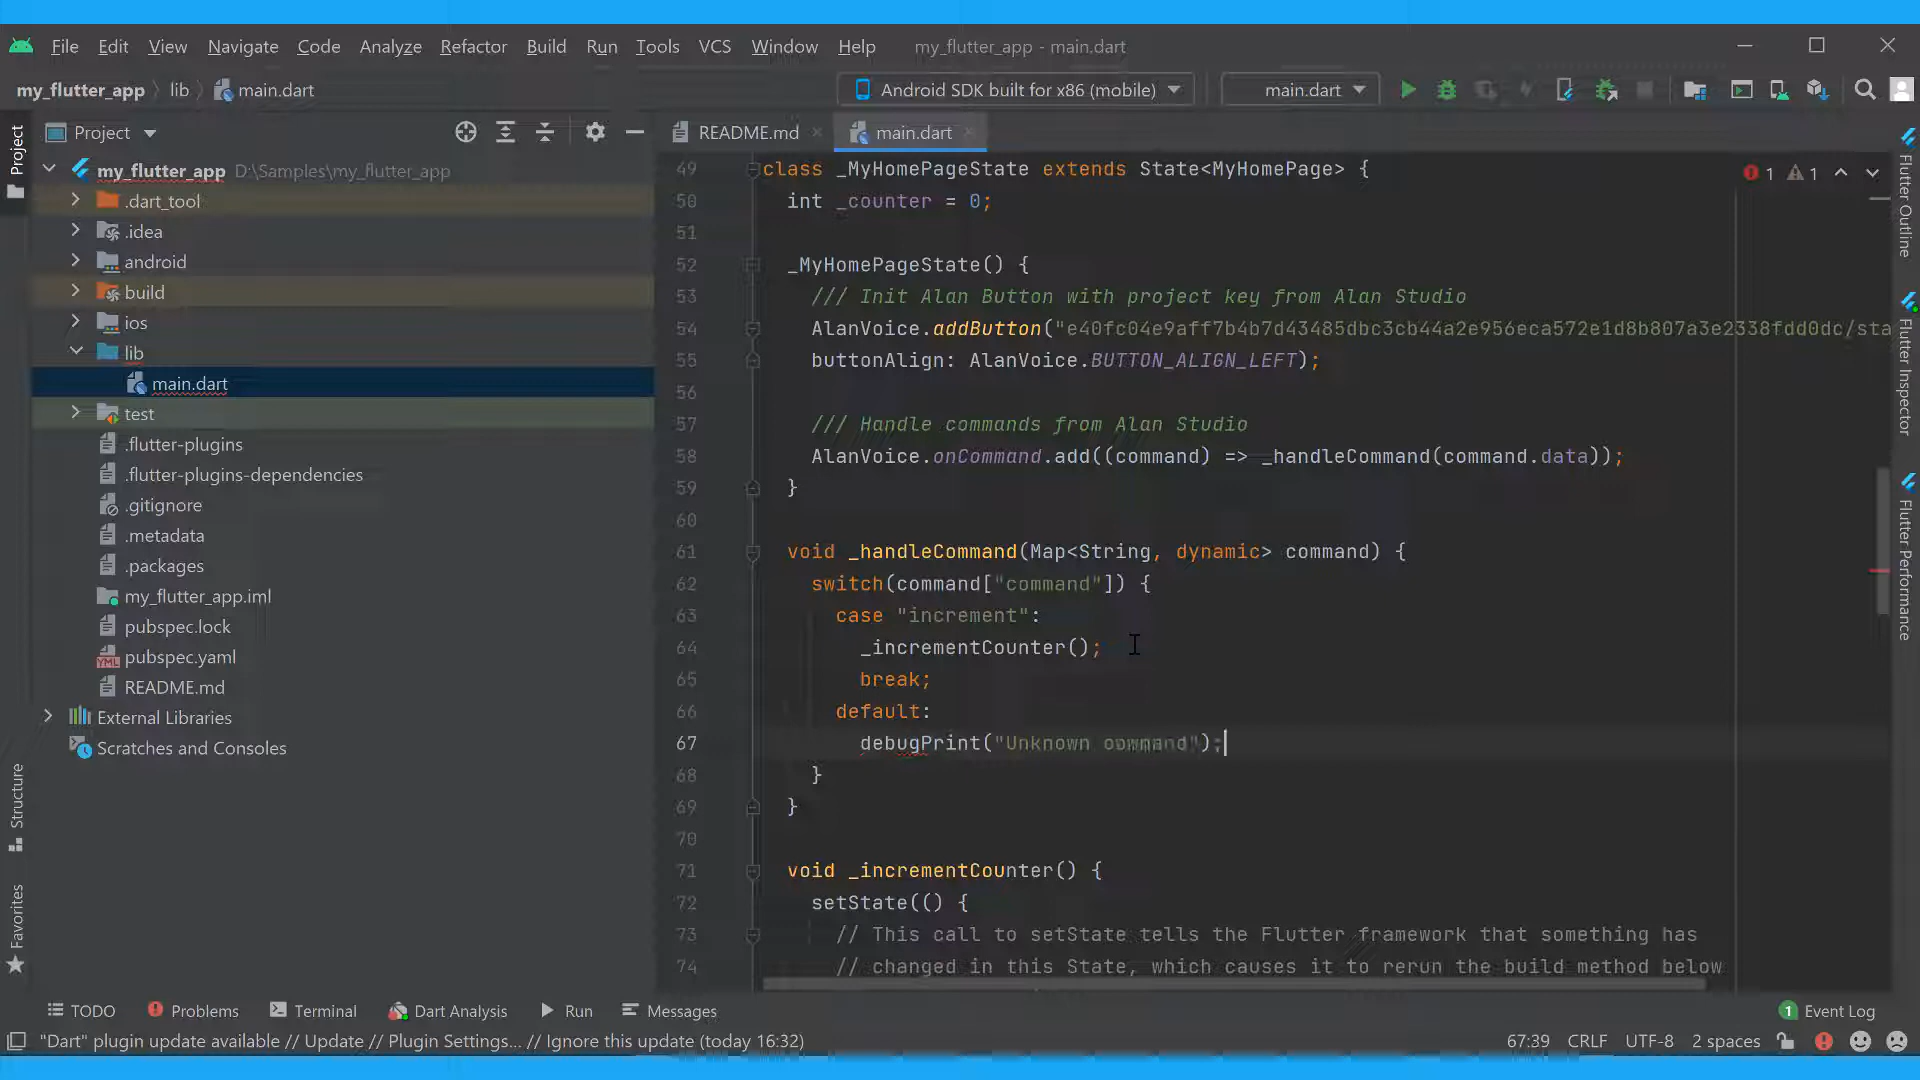 File Edit View Navigate Code Analyze Refactor Build Run Tools VCS Window Help my_flutter_app - main.dart
my_flutter_app lib main.dart Android SDK built for x86 (mobile) main.dart
Project
Project README.md main.dart
my_flutter_app D:\Samples\my_flutter_app
.dart_tool
.idea
android
build
ios
lib
main.dart
test
.flutter-plugins
.flutter-plugins-dependencies
.gitignore
.metadata
.packages
my_flutter_app.iml
pubspec.lock
pubspec.yaml
README.md
External Libraries
Scratches and Consoles
Structure
Favorites
49 class _MyHomePageState extends State<MyHomePage> {
50 int _counter = 0;
51
52 _MyHomePageState() {
53 /// Init Alan Button with project key from Alan Studio
54 AlanVoice.addButton("e40fc04e9aff7b4b7d43485dbc3cb44a2e956eca572e1d8b807a3e2338fdd0dc/sta
55 buttonAlign: AlanVoice.BUTTON_ALIGN_LEFT);
56
57 /// Handle commands from Alan Studio
58 AlanVoice.onCommand.add((command) => _handleCommand(command.data));
59 }
60
61 void _handleCommand(Map<String, dynamic> command) {
62 switch(command["command"]) {
63 case "increment":
64 _incrementCounter();
65 break;
66 default:
67 debugPrint("Unknown command");
68 }
69 }
70
71 void _incrementCounter() {
72 setState(() {
73 // This call to setState tells the Flutter framework that something has
74 // changed in this State, which causes it to rerun the build method below
1 1
Flutter Outline
Flutter Inspector
Flutter Performance
TODO Problems Terminal Dart Analysis Run Messages 1 Event Log
"Dart" plugin update available // Update // Plugin Settings... // Ignore this update (today 16:32) 67:39 CRLF UTF-8 2 spaces